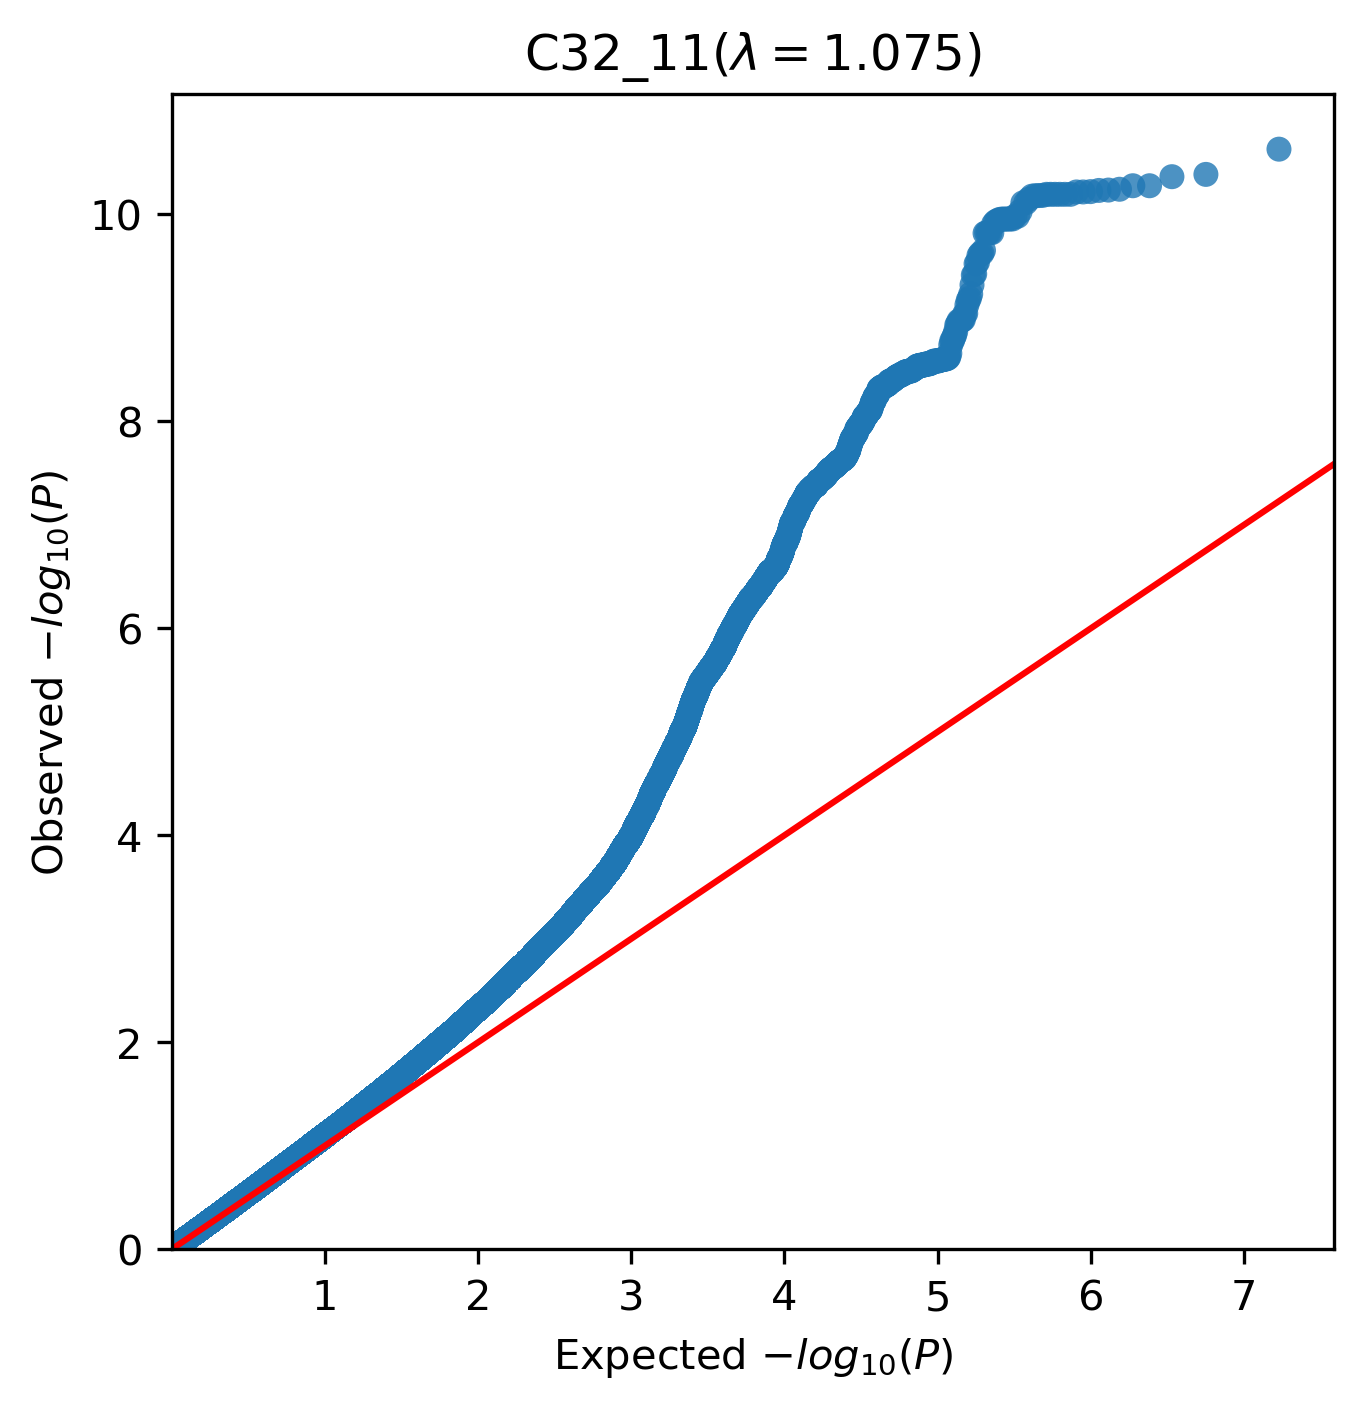 C32_11(λ = 1.075)
10
8
6
4
2
0
Observed −log₁₀(P)
1 2 3 4 5 6 7
Expected −log₁₀(P)